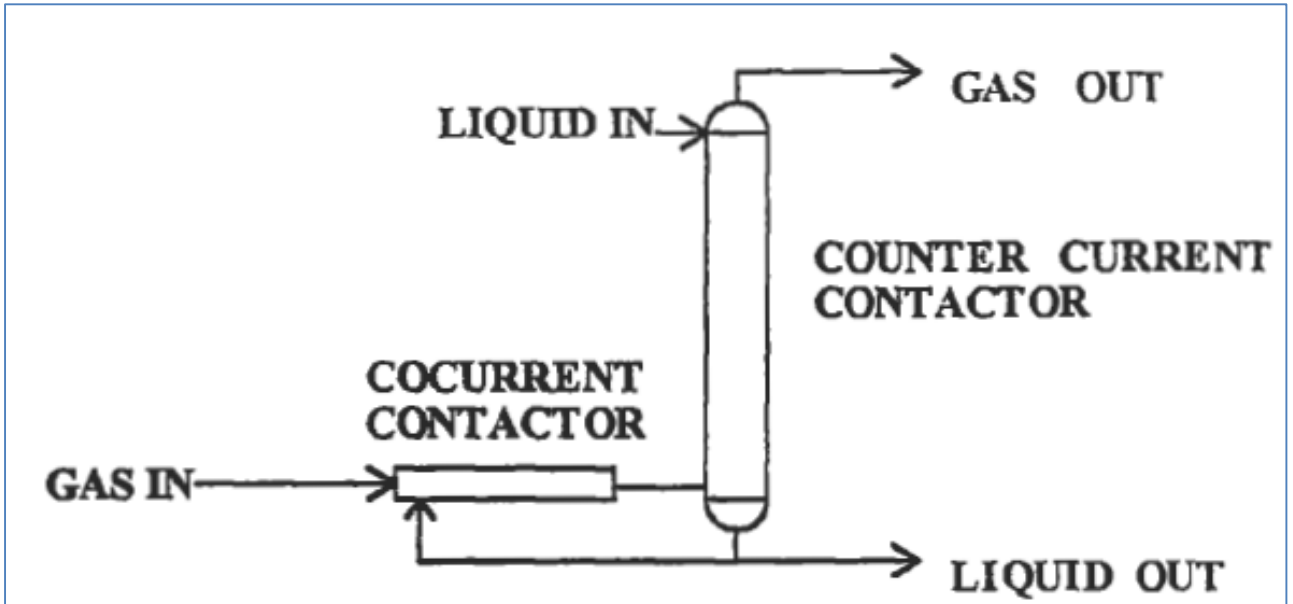 GAS OUT
LIQUID IN
COUNTER CURRENT
CONTACTOR
COCURRENT
CONTACTOR
GAS IN
LIQUID OUT